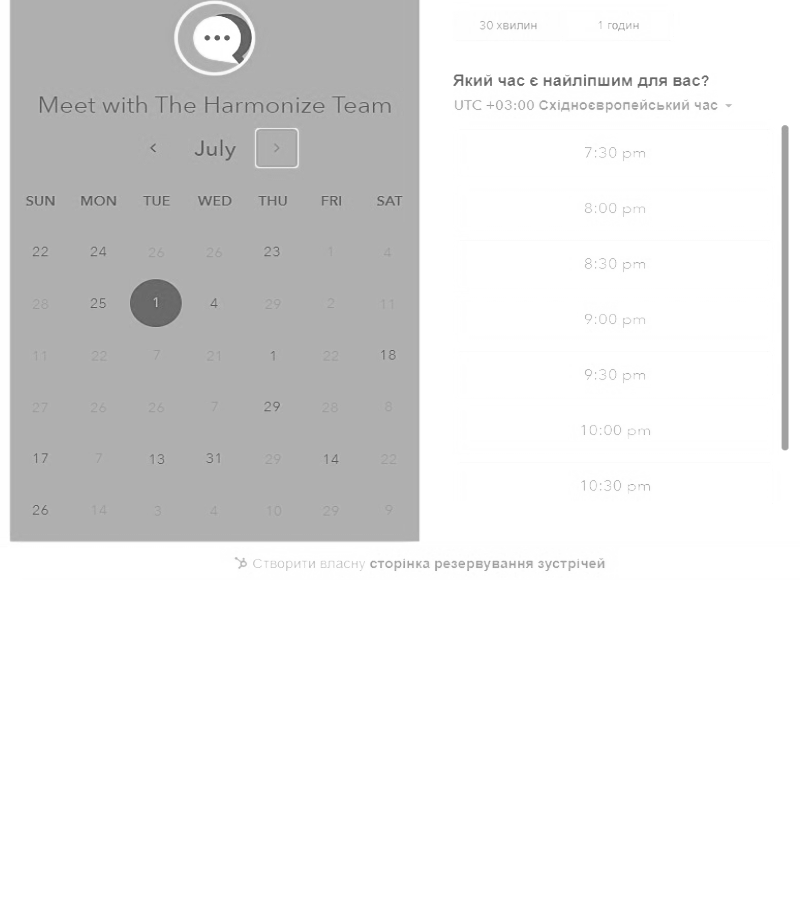 30 хвилин 1 годин
Який час є найліпшим для вас?
UTC +03:00 Східноєвропейський час
Meet with The Harmonize Team
July
SUN MON TUE WED THU FRI SAT
22 24 26 26 23 1 4
28 25 1 4 29 2 11
11 22 7 21 1 22 18
27 26 26 7 29 28 8
17 7 13 31 29 14 22
26 14 3 4 10 29 9
7:30 pm
8:00 pm
8:30 pm
9:00 pm
9:30 pm
10:00 pm
10:30 pm
Створити власну сторінка резервування зустрічей